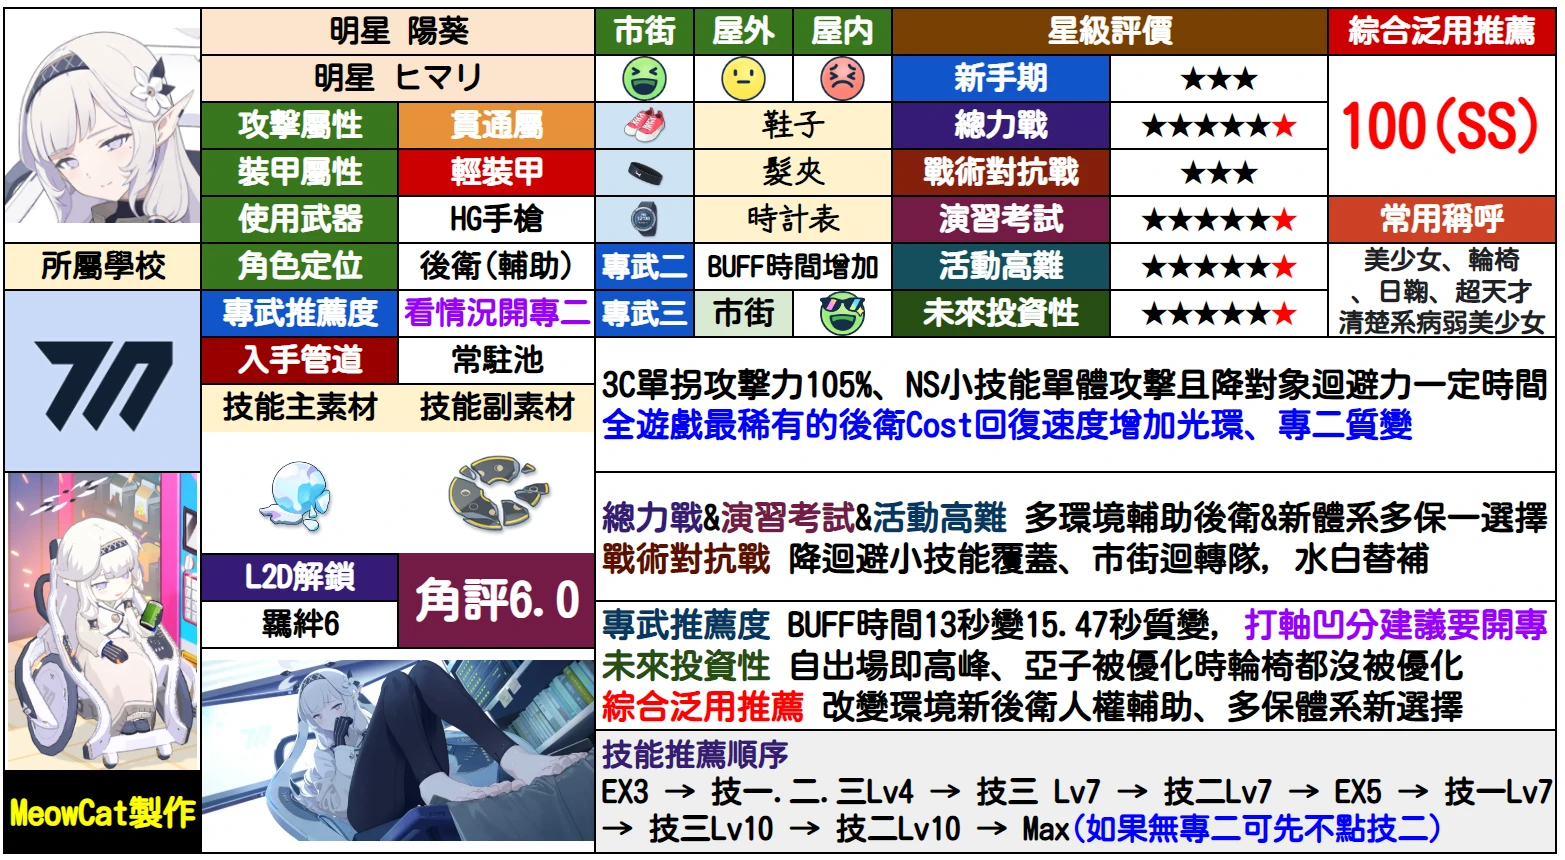 明星 陽葵
明星 ヒマリ
攻擊屬性 貫通屬
裝甲屬性 輕裝甲
使用武器 HG手槍
所屬學校
角色定位 後衛(輔助)
專武推薦度 看情況開專二
入手管道 常駐池
技能主素材 技能副素材
L2D解鎖
羈絆6
角評6.0
MeowCat製作
市街 屋外 屋内
鞋子
髮夾
時計表
專武二 BUFF時間增加
專武三 市街
星級評價
新手期 ★★★
總力戰 ★★★★★★
戰術對抗戰 ★★★
演習考試 ★★★★★★
活動高難 ★★★★★★
未來投資性 ★★★★★★
綜合泛用推薦
100(SS)
常用稱呼
美少女、輪椅
、日鞠、超天才
清楚系病弱美少女
3C單拐攻擊力105%、NS小技能單體攻擊且降對象迴避力一定時間
全遊戲最稀有的後衛Cost回復速度增加光環、專二質變
總力戰&演習考試&活動高難 多環境輔助後衛&新體系多保一選擇
戰術對抗戰 降迴避小技能覆蓋、市街迴轉隊, 水白替補
專武推薦度 BUFF時間13秒變15.47秒質變, 打軸凹分建議要開專
未來投資性 自出場即高峰、亞子被優化時輪椅都沒被優化
綜合泛用推薦 改變環境新後衛人權輔助、多保體系新選擇
技能推薦順序
EX3 → 技一.二.三Lv4 → 技三 Lv7 → 技二Lv7 → EX5 → 技一Lv7
→ 技三Lv10 → 技二Lv10 → Max(如果無專二可先不點技二)